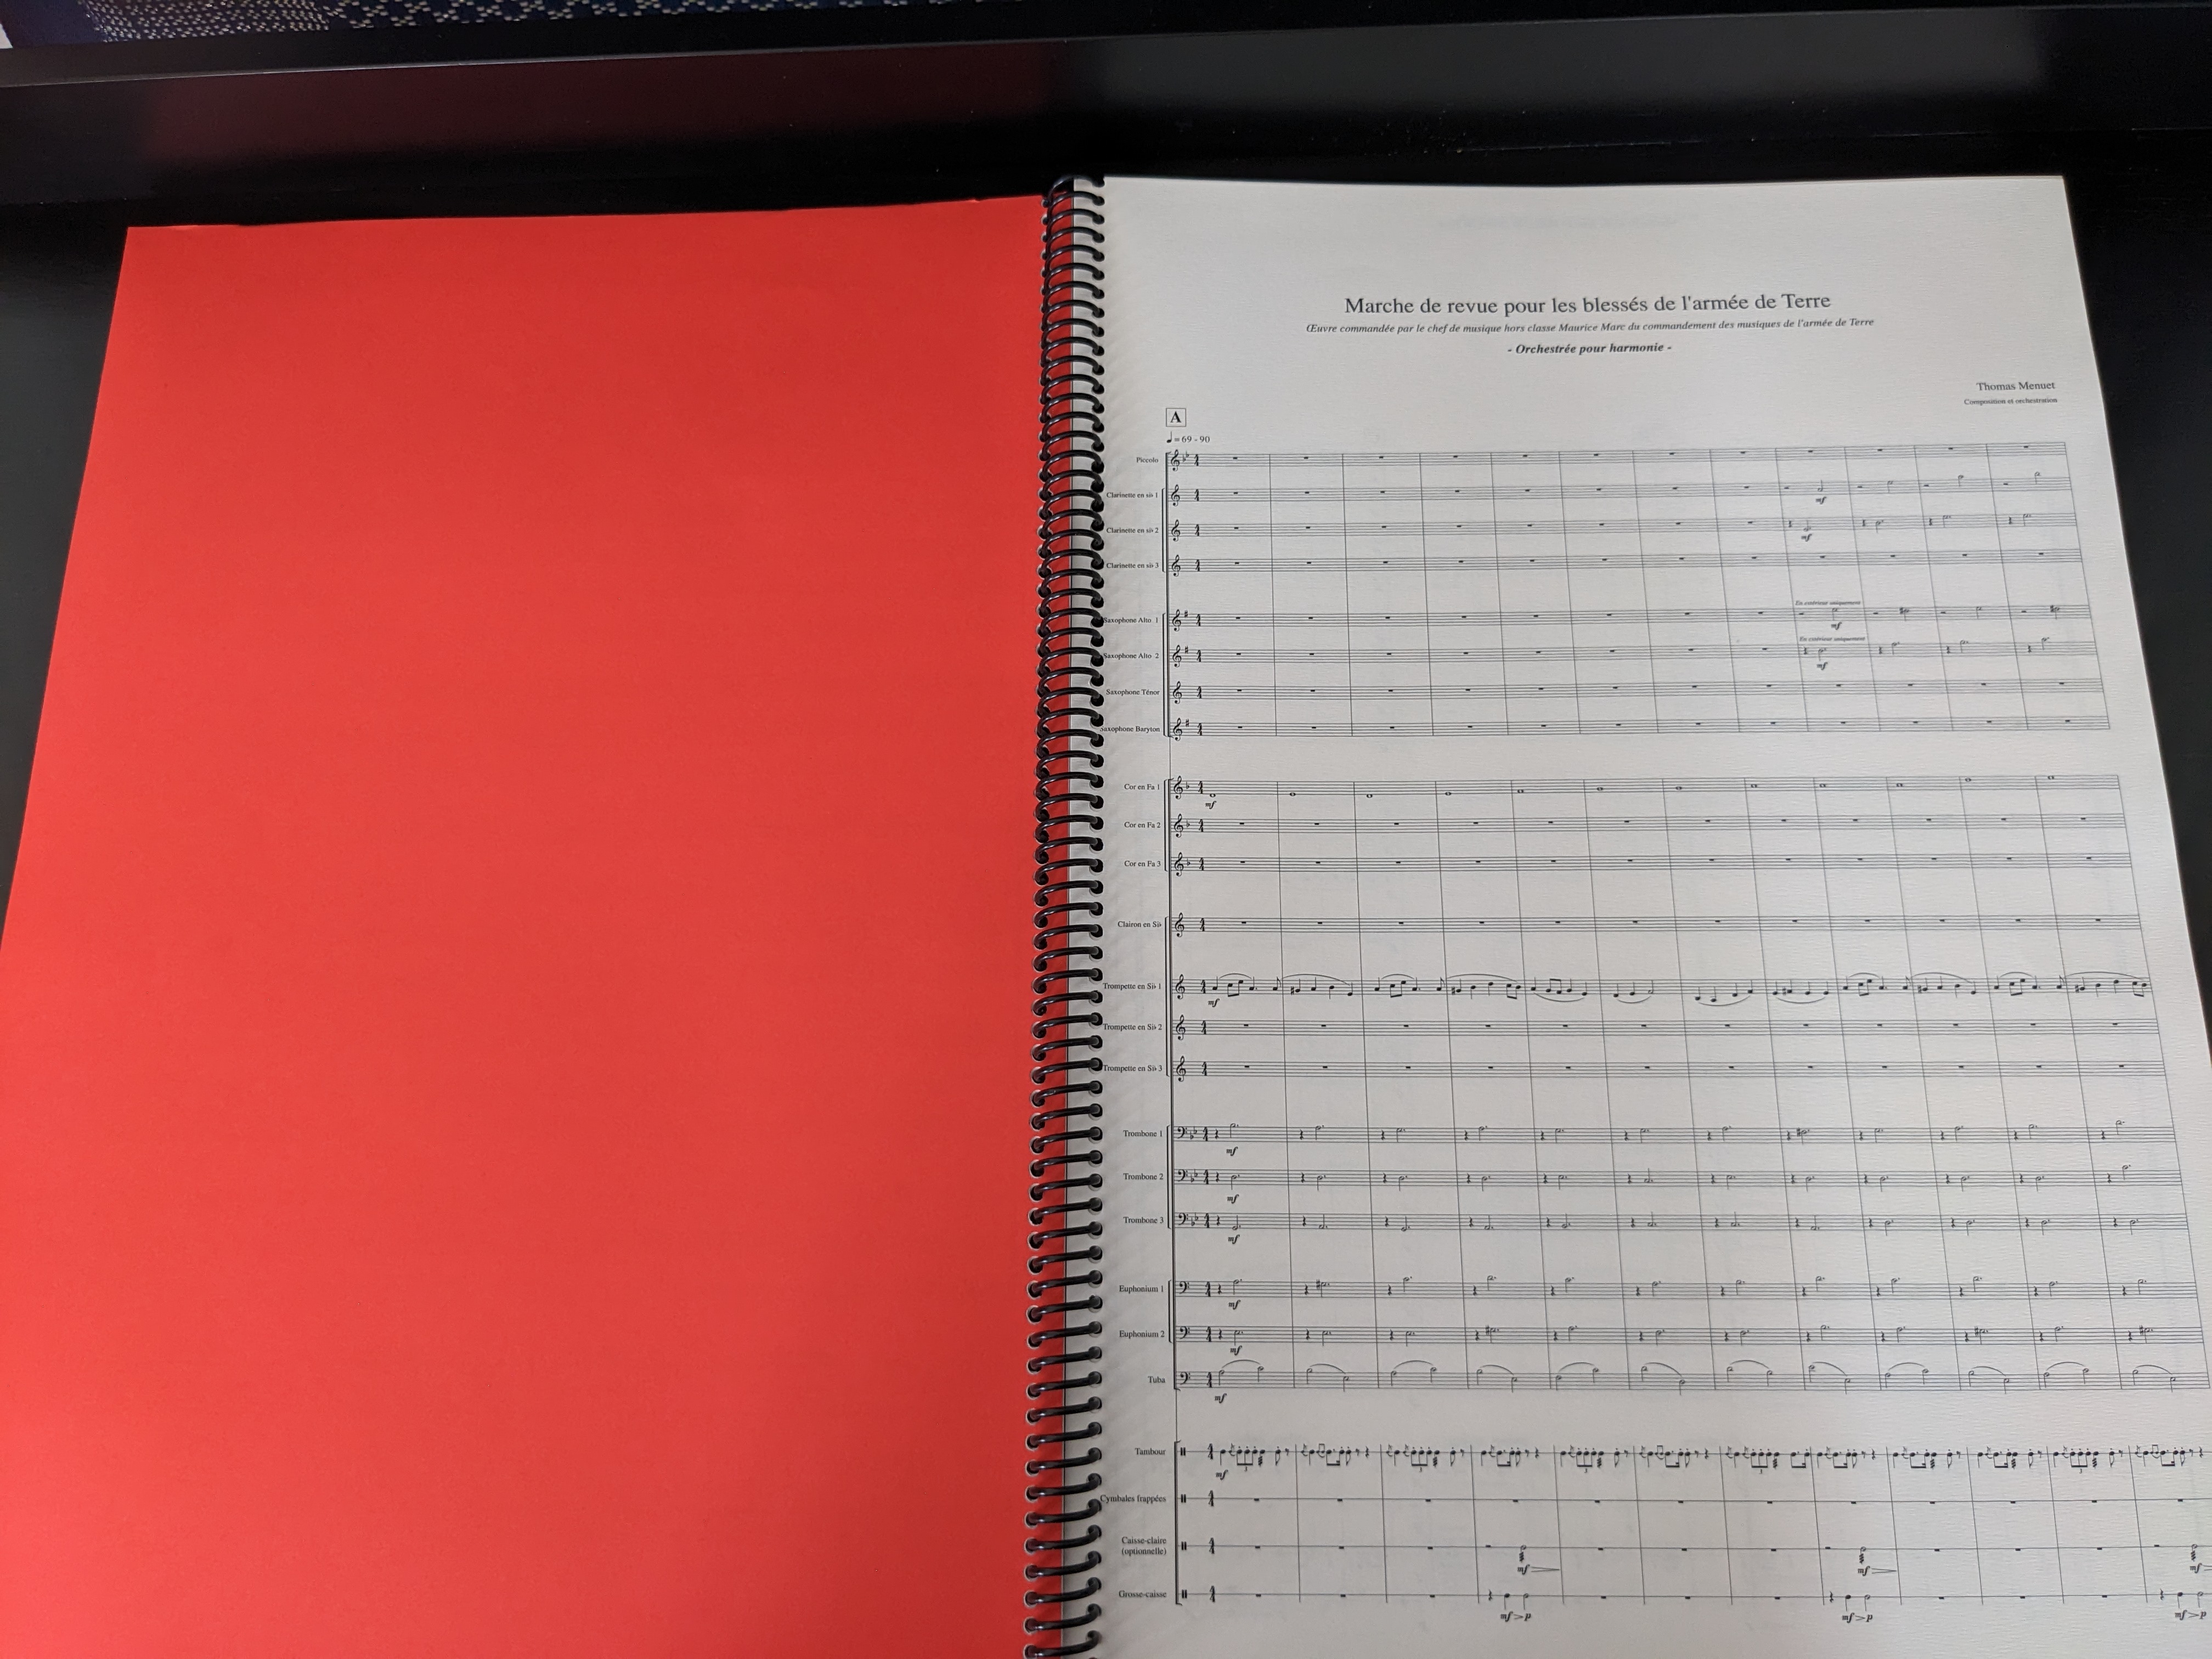 Marche de revue pour les blessés de l'armée de Terre
Œuvre commandée par le chef de musique hors classe Maurice Marc du commandement des musiques de l'armée de Terre
- Orchestrée pour harmonie -
Thomas Menuet
Composition et orchestration
A
♩ = 69 - 90
Piccolo
Clarinette en si♭ 1
mf
Clarinette en si♭ 2
mf
Clarinette en si♭ 3
En extérieur uniquement
Saxophone Alto 1
mf
En extérieur uniquement
Saxophone Alto 2
mf
Saxophone Ténor
Saxophone Baryton
Cor en Fa 1
mf
Cor en Fa 2
Cor en Fa 3
Clairon en Si♭
Trompette en Si♭ 1
mf
Trompette en Si♭ 2
Trompette en Si♭ 3
Trombone 1
mf
Trombone 2
mf
Trombone 3
mf
Euphonium 1
mf
Euphonium 2
mf
Tuba
mf
Tambour
mf
Cymbales frappées
Caisse-claire
(optionnelle)
mf mf mf
Grosse-caisse
mf > p mf > p mf > p